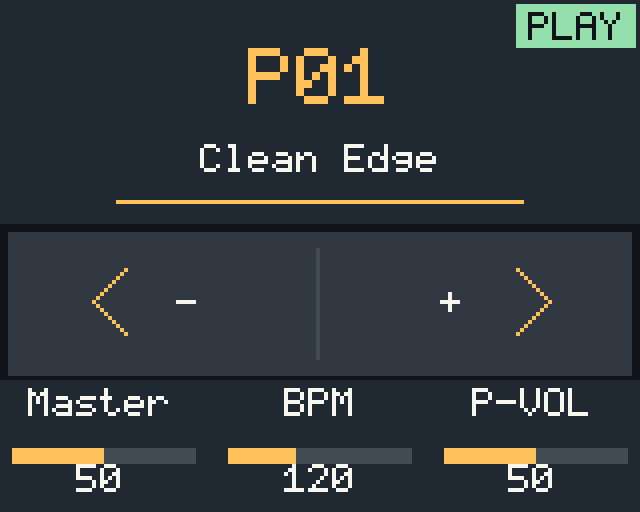 PLAY
P01
Clean Edge
- +
Master BPM P-VOL
50 120 50